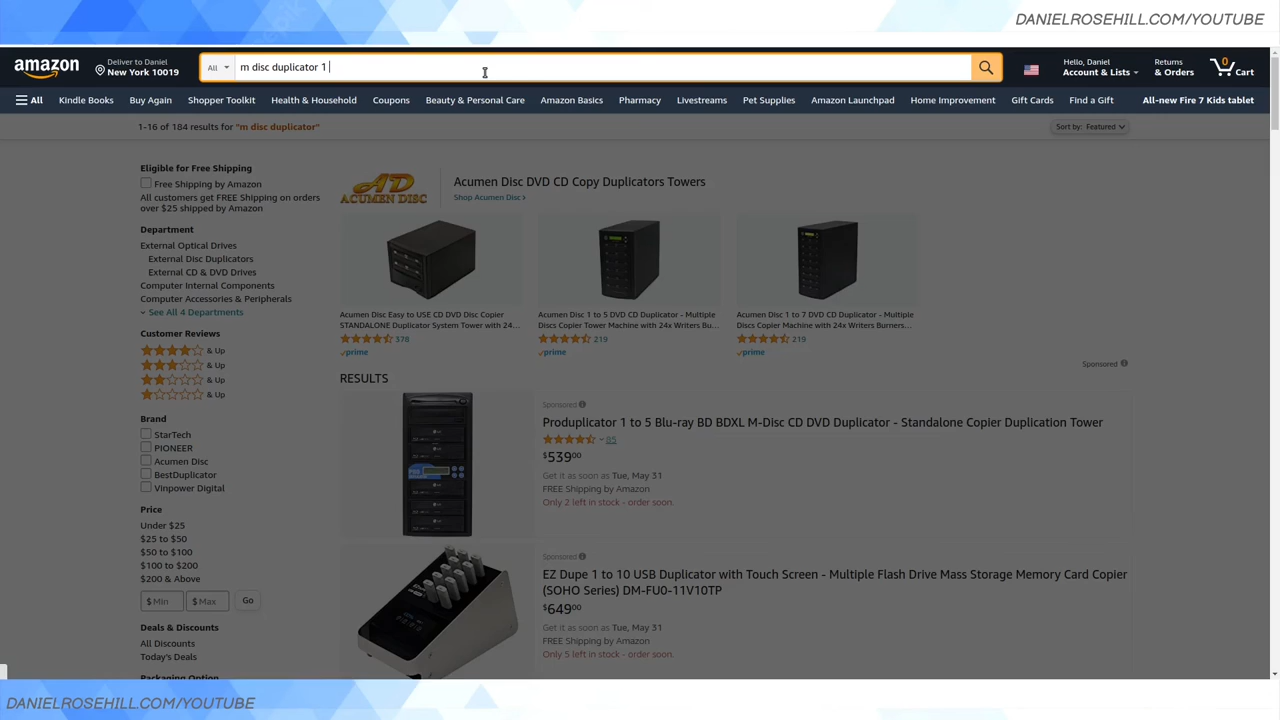 DANIELROSEHILL.COM/YOUTUBE
amazon
Deliver to Daniel
New York 10019
All
m disc duplicator 1
Hello, Daniel
Account & Lists
Returns
& Orders
0
Cart
All
Kindle Books
Buy Again
Shopper Toolkit
Health & Household
Coupons
Beauty & Personal Care
Amazon Basics
Pharmacy
Livestreams
Pet Supplies
Amazon Launchpad
Home Improvement
Gift Cards
Find a Gift
All-new Fire 7 Kids tablet
1-16 of 184 results for "m disc duplicator"
Sort by: Featured
Eligible for Free Shipping
Free Shipping by Amazon
All customers get FREE Shipping on orders
over $25 shipped by Amazon
Department
External Optical Drives
External Disc Duplicators
External CD & DVD Drives
Computer Internal Components
Computer Accessories & Peripherals
See All 4 Departments
Customer Reviews
& Up
& Up
& Up
& Up
Brand
StarTech
PIONEER
Acumen Disc
BestDuplicator
Vinpower Digital
Price
Under $25
$25 to $50
$50 to $100
$100 to $200
$200 & Above
$ Min
$ Max
Go
Deals & Discounts
All Discounts
Today's Deals
Packaging Option
AD
ACUMEN DISC
Acumen Disc DVD CD Copy Duplicators Towers
Shop Acumen Disc ›
Acumen Disc Easy to USE CD DVD Disc Copier
STANDALONE Duplicator System Tower with 24...
378
prime
Acumen Disc 1 to 5 DVD CD Duplicator - Multiple
Discs Copier Tower Machine with 24x Writers Bu...
219
prime
Acumen Disc 1 to 7 DVD CD Duplicator - Multiple
Discs Copier Machine with 24x Writers Burners...
219
prime
Sponsored
RESULTS
Sponsored
Produplicator 1 to 5 Blu-ray BD BDXL M-Disc CD DVD Duplicator - Standalone Copier Duplication Tower
85
$53900
Get it as soon as Tue, May 31
FREE Shipping by Amazon
Only 2 left in stock - order soon.
Sponsored
EZ Dupe 1 to 10 USB Duplicator with Touch Screen - Multiple Flash Drive Mass Storage Memory Card Copier
(SOHO Series) DM-FU0-11V10TP
$64900
Get it as soon as Tue, May 31
FREE Shipping by Amazon
Only 5 left in stock - order soon.
DANIELROSEHILL.COM/YOUTUBE